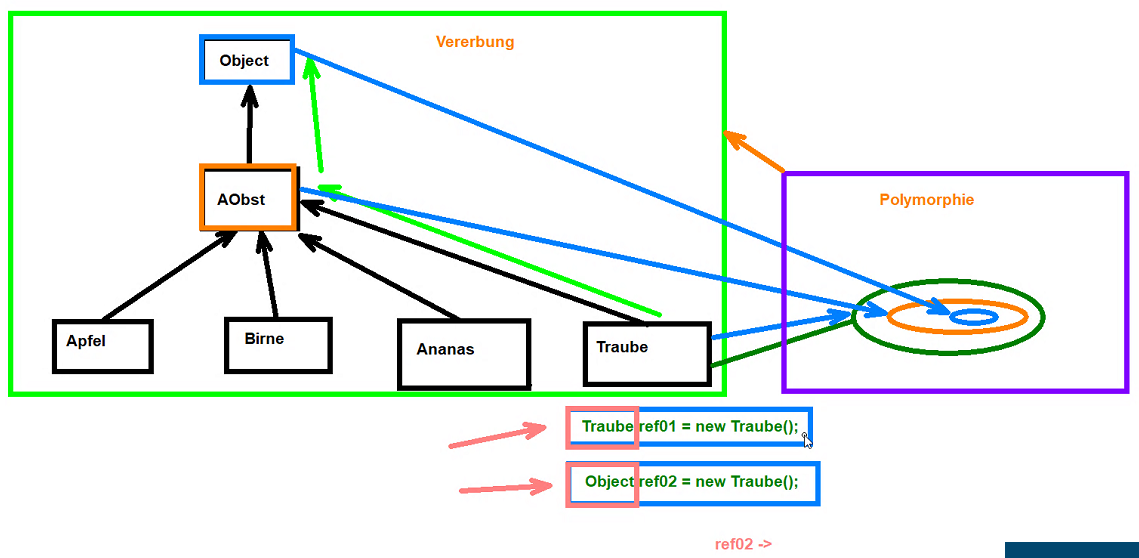 Vererbung
Object
AObst
Polymorphie
Apfel
Birne
Ananas
Traube
Traube ref01 = new Traube();
Object ref02 = new Traube();
ref02 ->